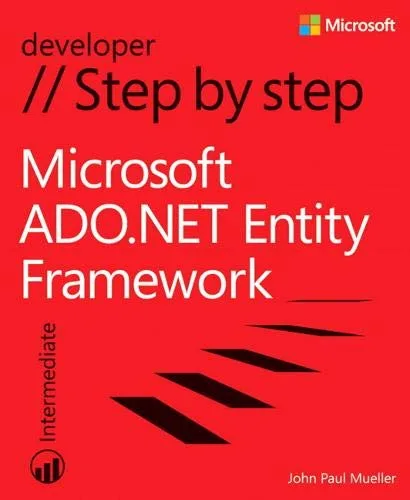 Microsoft
developer
// Step by step
Microsoft
ADO.NET Entity
Framework
Intermediate
John Paul Mueller